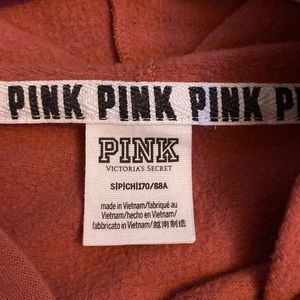 PINK PINK PINK P
PINK
VICTORIA'S SECRET
S|P|CH|170/88A
made in Vietnam/fabriqué au
Vietnam/hecho en Vietnam/
fabbricato in Vietnam/越南制造